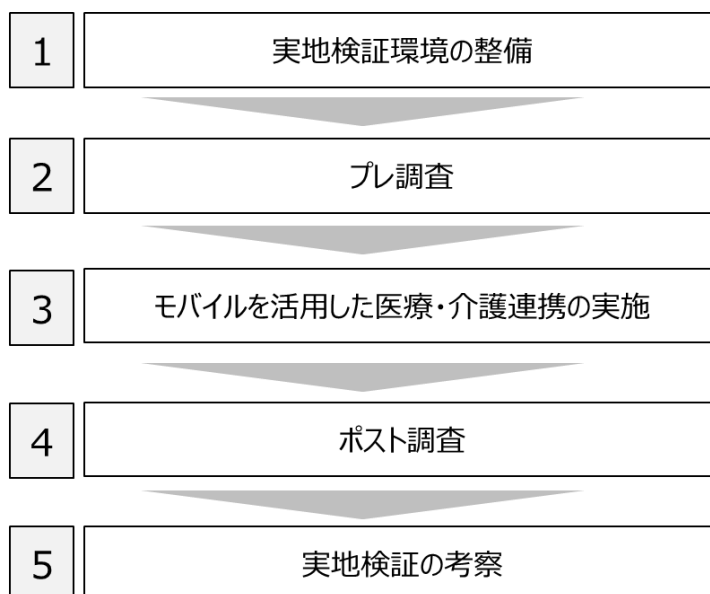 1 実地検証環境の整備
2 プレ調査
3 モバイルを活用した医療・介護連携の実施
4 ポスト調査
5 実地検証の考察